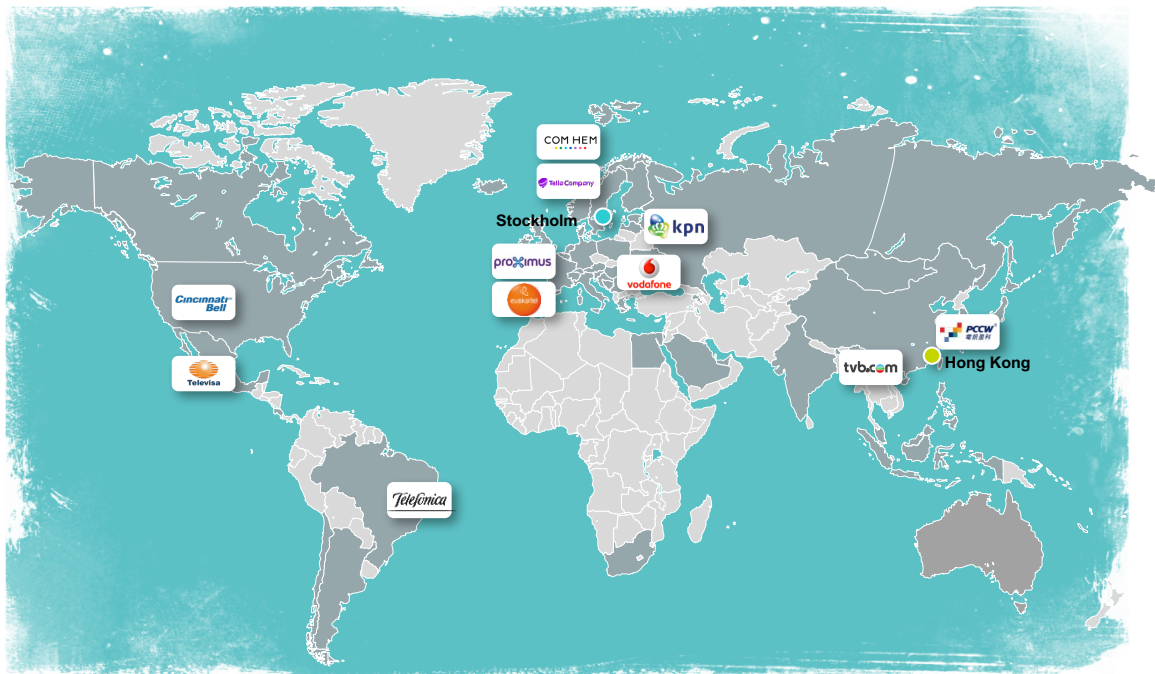 COM HEM
Telia Company
Stockholm
kpn
proximus
vodafone
euskaltel
Cincinnati Bell
Televisa
PCCW
電訊盈科
tvb.com
Hong Kong
Telefónica